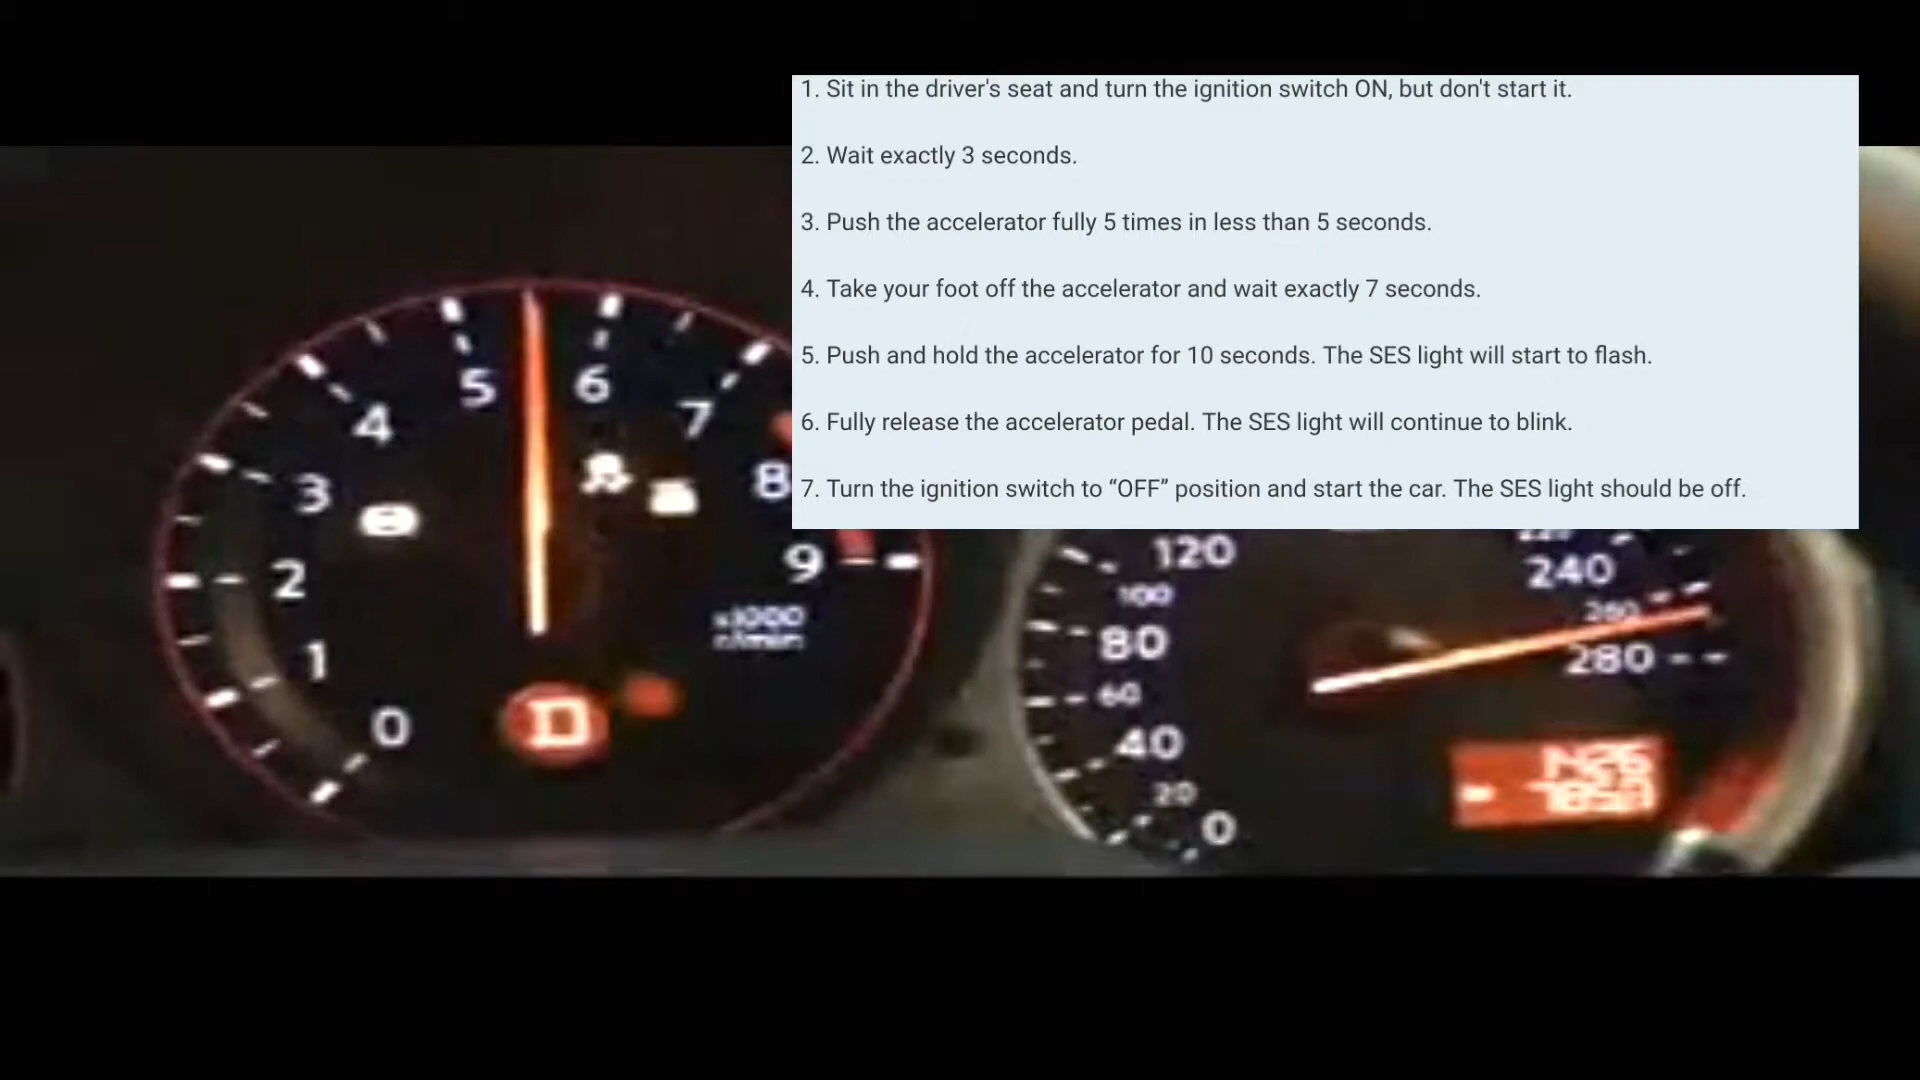 1. Sit in the driver's seat and turn the ignition switch ON, but don't start it.
2. Wait exactly 3 seconds.
3. Push the accelerator fully 5 times in less than 5 seconds.
4. Take your foot off the accelerator and wait exactly 7 seconds.
5. Push and hold the accelerator for 10 seconds. The SES light will start to flash.
6. Fully release the accelerator pedal. The SES light will continue to blink.
7. Turn the ignition switch to “OFF” position and start the car. The SES light should be off.
0
1
2
3
4
5
6
7
8
9
x1000
r/min
D
0
20
40
60
80
100
120
240
260
280